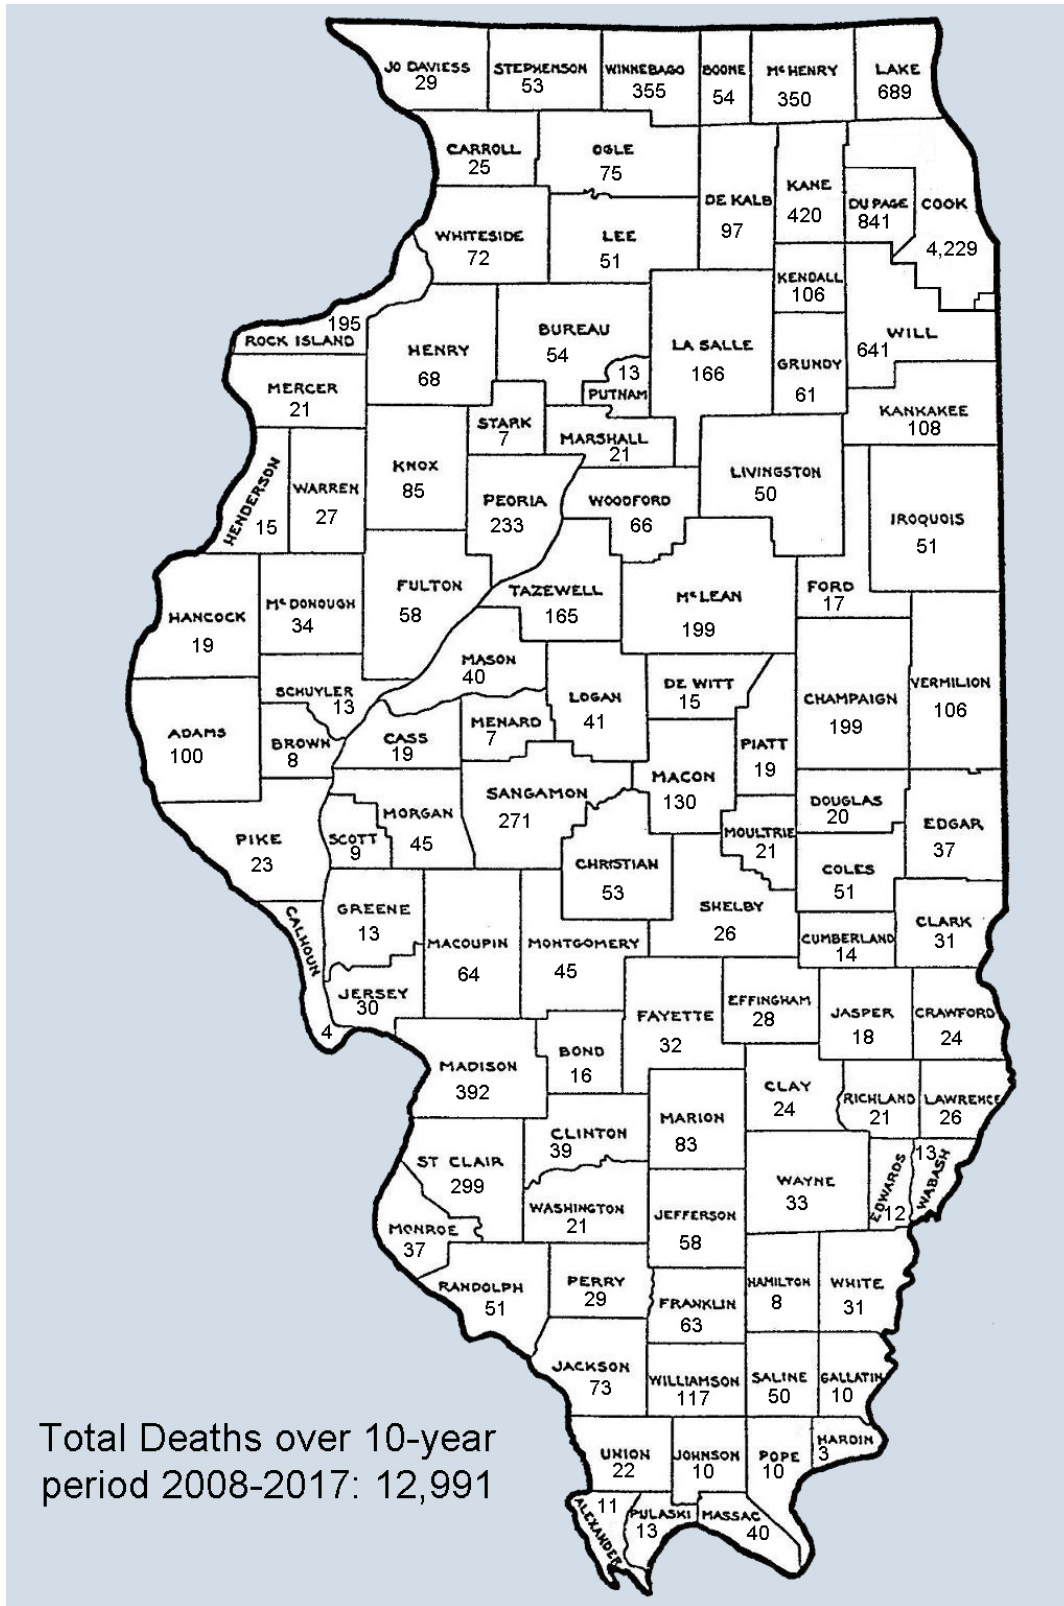 JO DAVIESS
29
STEPHENSON
53
WINNEBAGO
355
BOONE
54
McHENRY
350
LAKE
689
CARROLL
25
OGLE
75
DE KALB
97
KANE
420
DU PAGE
841
COOK
4,229
WHITESIDE
72
LEE
51
KENDALL
106
195
ROCK ISLAND
HENRY
68
BUREAU
54
13
PUTNAM
LA SALLE
166
GRUNDY
61
WILL
641
MERCER
21
STARK
7
MARSHALL
21
KANKAKEE
108
HENDERSON
15
WARREN
27
KNOX
85
PEORIA
233
WOODFORD
66
LIVINGSTON
50
IROQUOIS
51
HANCOCK
19
McDONOUGH
34
FULTON
58
TAZEWELL
165
McLEAN
199
FORD
17
MASON
40
SCHUYLER
13
LOGAN
41
DE WITT
15
CHAMPAIGN
199
VERMILION
106
ADAMS
100
BROWN
8
CASS
19
MENARD
7
PIATT
19
MACON
130
SANGAMON
271
DOUGLAS
20
PIKE
23
SCOTT
9
MORGAN
45
CHRISTIAN
53
MOULTRIE
21
COLES
51
EDGAR
37
CALHOUN
4
GREENE
13
MACOUPIN
64
MONTGOMERY
45
SHELBY
26
CUMBERLAND
14
CLARK
31
JERSEY
30
FAYETTE
32
EFFINGHAM
28
JASPER
18
CRAWFORD
24
MADISON
392
BOND
16
CLAY
24
RICHLAND
21
LAWRENCE
26
MARION
83
CLINTON
39
ST CLAIR
299
WAYNE
33
EDWARDS
12
13
WABASH
MONROE
37
WASHINGTON
21
JEFFERSON
58
RANDOLPH
51
PERRY
29
FRANKLIN
63
HAMILTON
8
WHITE
31
JACKSON
73
WILLIAMSON
117
SALINE
50
GALLATIN
10
UNION
22
JOHNSON
10
POPE
10
HARDIN
3
11
ALEXANDER
PULASKI
13
MASSAC
40
Total Deaths over 10-year
period 2008-2017: 12,991